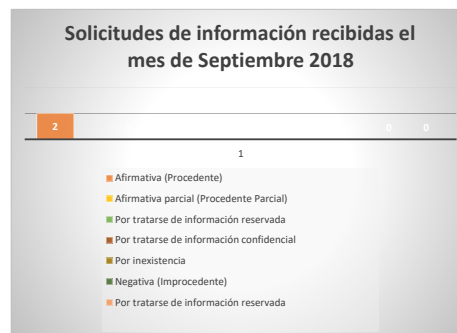 Solicitudes de información recibidas el
mes de Septiembre 2018
2
0 0
1
Afirmativa (Procedente)
Afirmativa parcial (Procedente Parcial)
Por tratarse de información reservada
Por tratarse de información confidencial
Por inexistencia
Negativa (Improcedente)
Por tratarse de información reservada